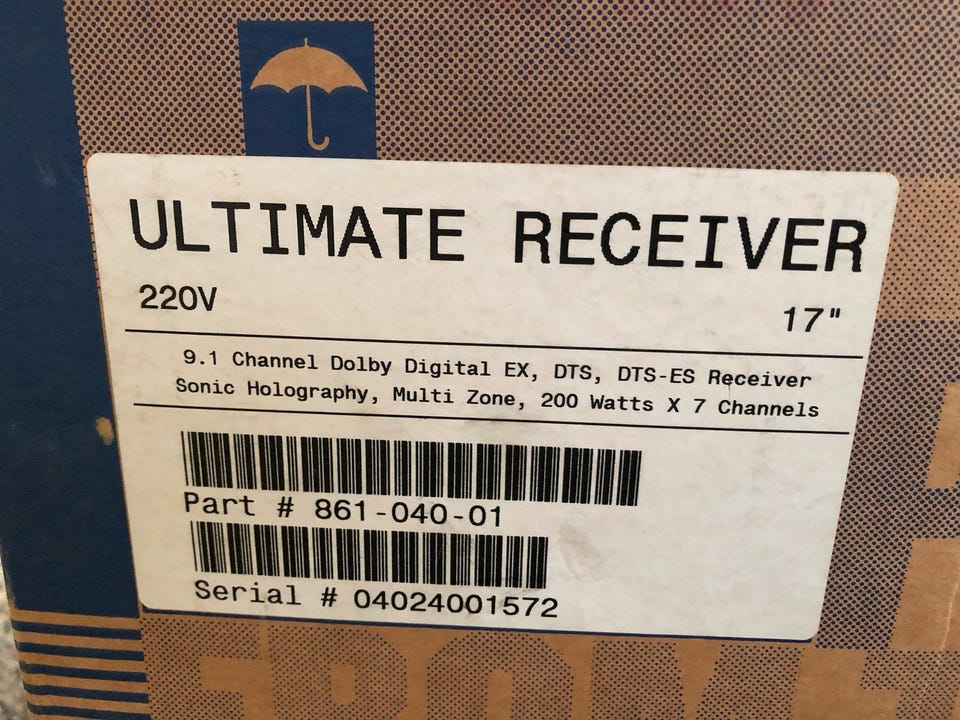 ULTIMATE RECEIVER
220V 17"
9.1 Channel Dolby Digital EX, DTS, DTS-ES Receiver
Sonic Holography, Multi Zone, 200 Watts X 7 Channels
Part # 861-040-01
Serial # 04024001572